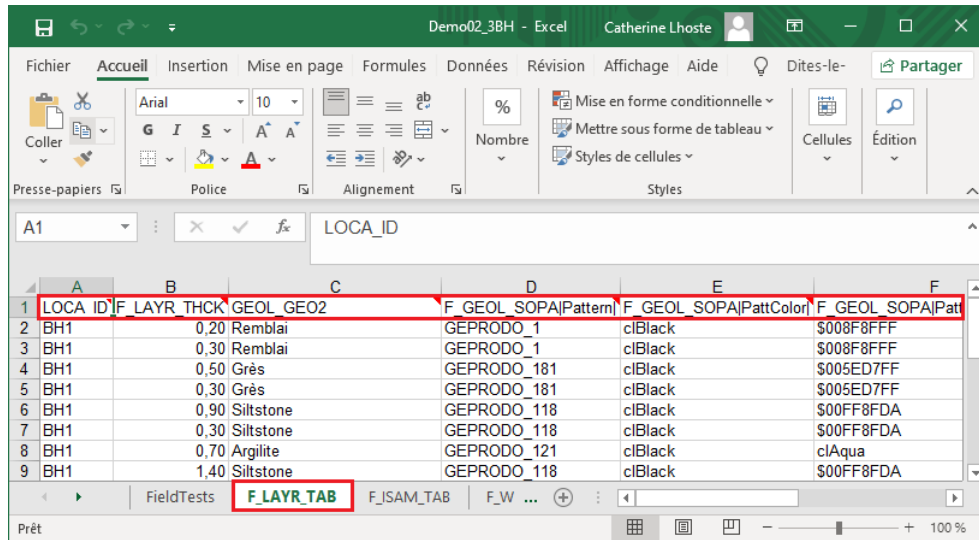 Demo02_3BH - Excel Catherine Lhoste
Fichier Accueil Insertion Mise en page Formules Données Révision Affichage Aide Dites-le- Partager
Coller
Arial 10
G I S A A
A
ab
%
Nombre
Mise en forme conditionnelle
Mettre sous forme de tableau
Styles de cellules
Cellules
Édition
Presse-papiers Police Alignement Styles
A1 fx LOCA_ID
A B C D E F
1 LOCA_ID F_LAYR_THCK GEOL_GEO2 F_GEOL_SOPA|Pattern| F_GEOL_SOPA|PattColor| F_GEOL_SOPA|Patt
2 BH1 0,20 Remblai GEPRODO_1 clBlack $008F8FFF
3 BH1 0,30 Remblai GEPRODO_1 clBlack $008F8FFF
4 BH1 0,50 Grès GEPRODO_181 clBlack $005ED7FF
5 BH1 0,30 Grès GEPRODO_181 clBlack $005ED7FF
6 BH1 0,90 Siltstone GEPRODO_118 clBlack $00FF8FDA
7 BH1 0,30 Siltstone GEPRODO_118 clBlack $00FF8FDA
8 BH1 0,70 Argilite GEPRODO_121 clBlack clAqua
9 BH1 1,40 Siltstone GEPRODO_118 clBlack $00FF8FDA
FieldTests F_LAYR_TAB F_ISAM_TAB F_W ...
Prêt 100 %